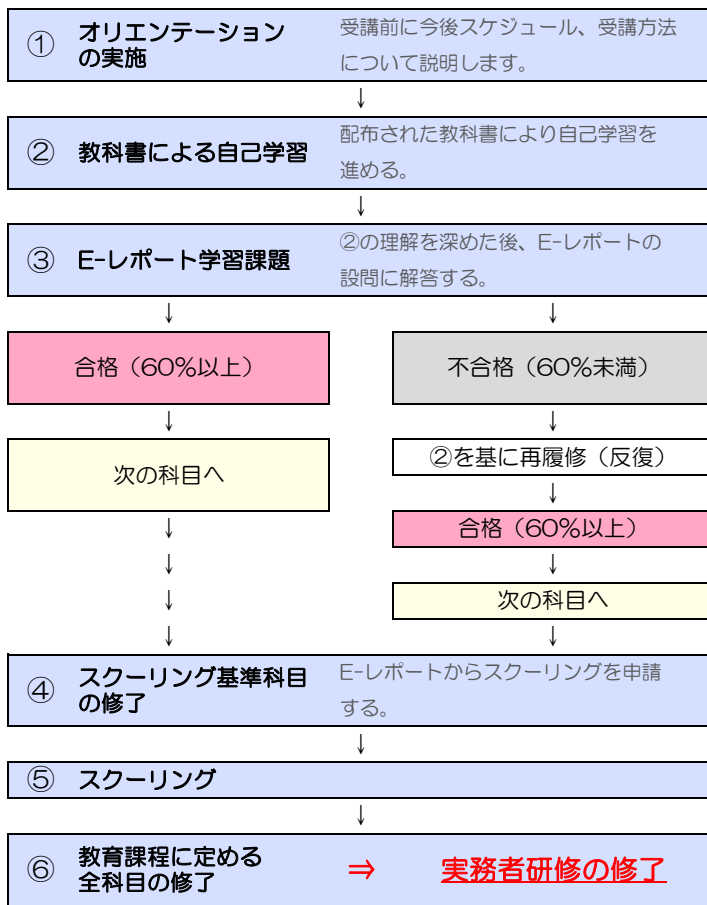 ① オリエンテーション
の実施
受講前に今後スケジュール、受講方法
について説明します。
↓
② 教科書による自己学習
配布された教科書により自己学習を
進める。
↓
③ E-レポート学習課題
②の理解を深めた後、E-レポートの
設問に解答する。
↓ ↓
合格（60％以上）
不合格（60％未満）
↓ ↓
次の科目へ
②を基に再履修（反復）
↓ ↓
合格（60％以上）
↓ ↓
↓
次の科目へ
↓ ↓
④ スクーリング基準科目
の修了
E-レポートからスクーリングを申請
する。
↓
⑤ スクーリング
↓
⑥ 教育課程に定める
全科目の修了
⇒ 実務者研修の修了